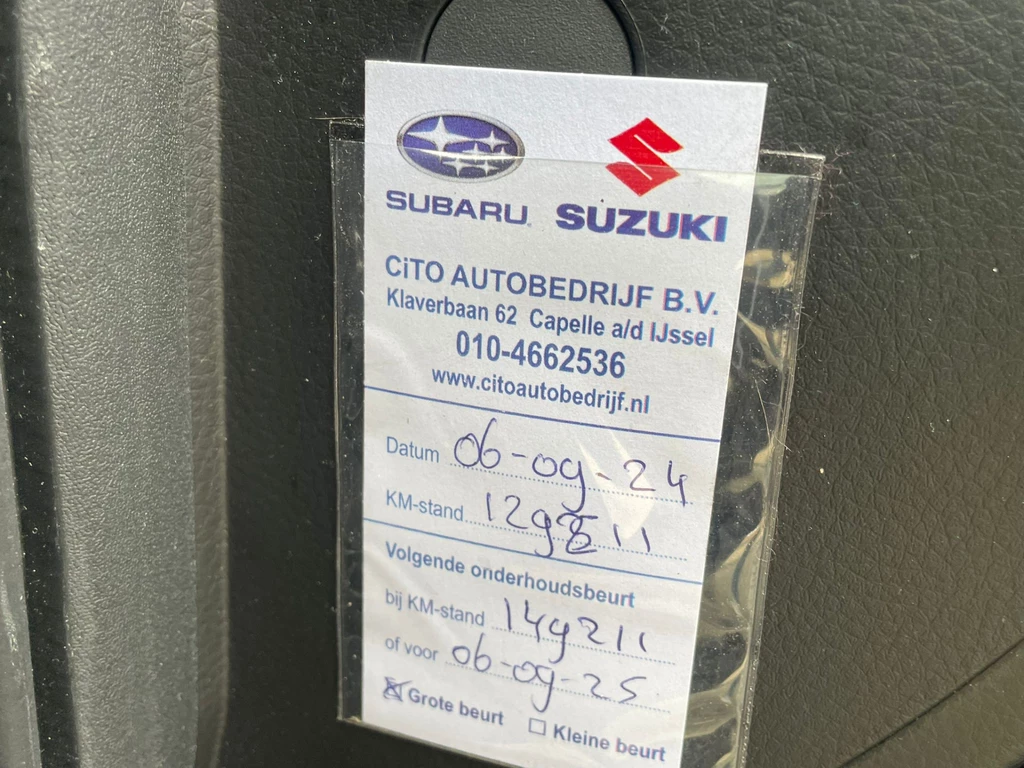 SUBARU SUZUKI
CiTO AUTOBEDRIJF B.V.
Klaverbaan 62 Capelle a/d IJssel
010-4662536
www.citoautobedrijf.nl
Datum 06-09-24
KM-stand
Volgende onderhoudsbeurt
bij KM-stand 149211
of voor 06-09-25
Grote beurt Kleine beurt